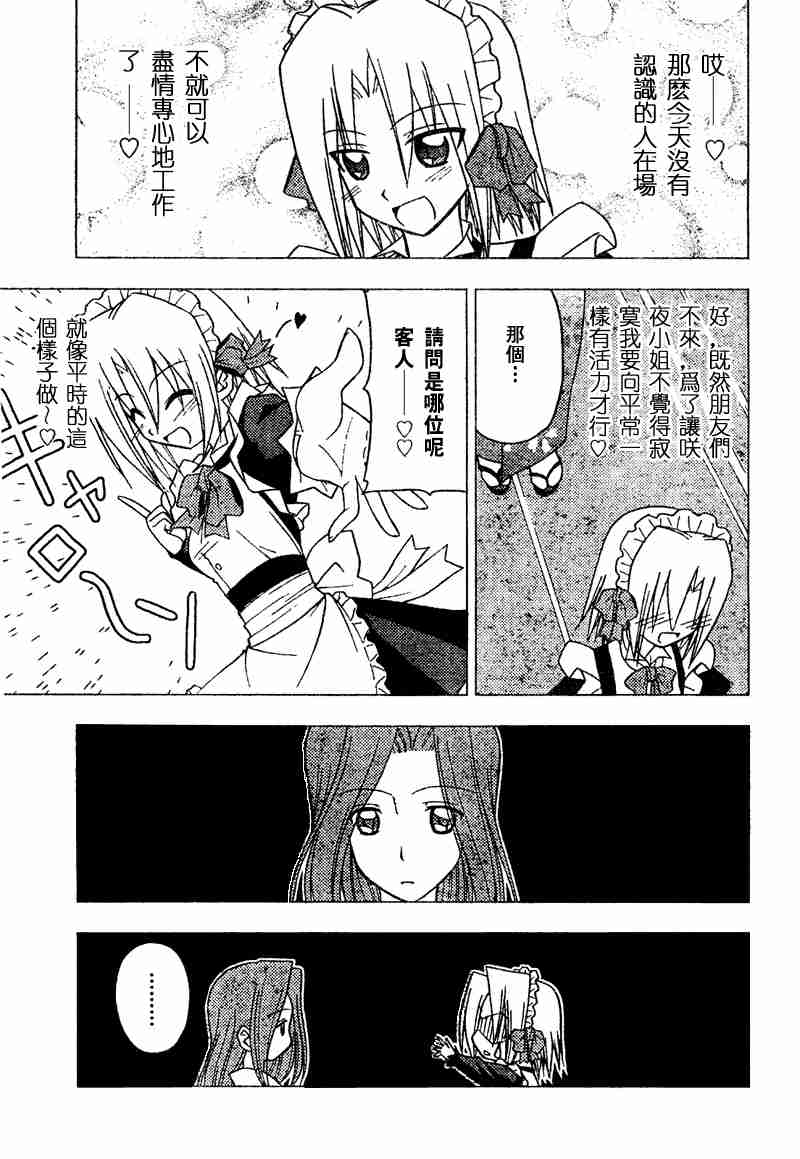 哎──♡
那麽今天沒有
認識的人在場
不就可以
盡情專心地工作
了──♡
好,既然朋友們
不來,爲了讓咲
夜小姐不覺得寂
寞我要向平常一
樣有活力才行♡
那個…
請問是哪位呢
客人──♡♡
就像平時的這
個樣子做～♡
キャロ〜ン
………